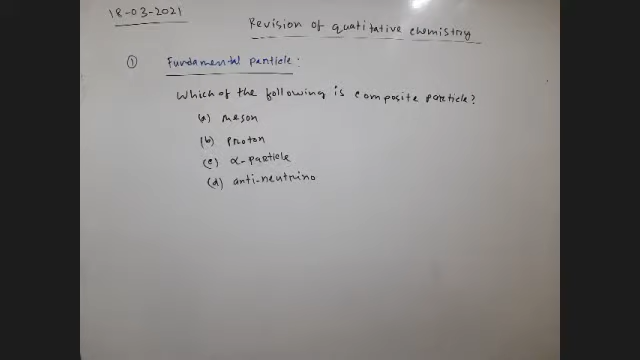 18-03-2021
Revision of quatitative chemistry
① Fundamental particle:
Which of the following is composite particle?
(a) Meson
(b) Proton
(c) α-particle
(d) anti-neutrino